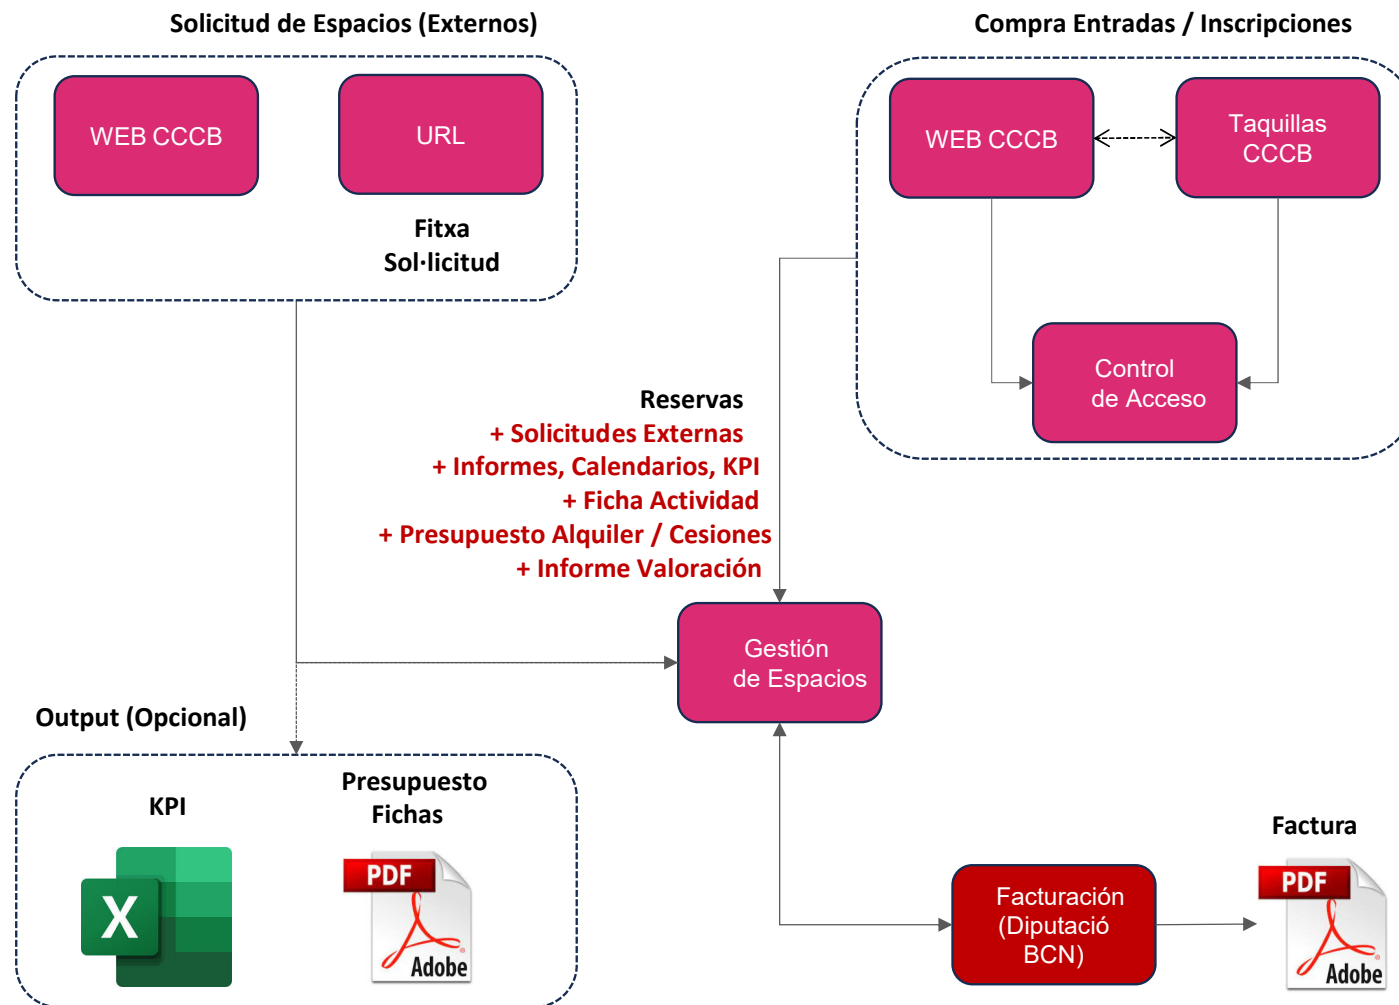 Solicitud de Espacios (Externos)
WEB CCCB
URL
Fitxa
Sol·licitud
Compra Entradas / Inscripciones
WEB CCCB
Taquillas
CCCB
Control
de Acceso
Reservas
+ Solicitudes Externas
+ Informes, Calendarios, KPI
+ Ficha Actividad
+ Presupuesto Alquiler / Cesiones
+ Informe Valoración
Gestión
de Espacios
Output (Opcional)
KPI
X
Presupuesto
Fichas
PDF
Adobe
Facturación
(Diputació
BCN)
Factura
PDF
Adobe